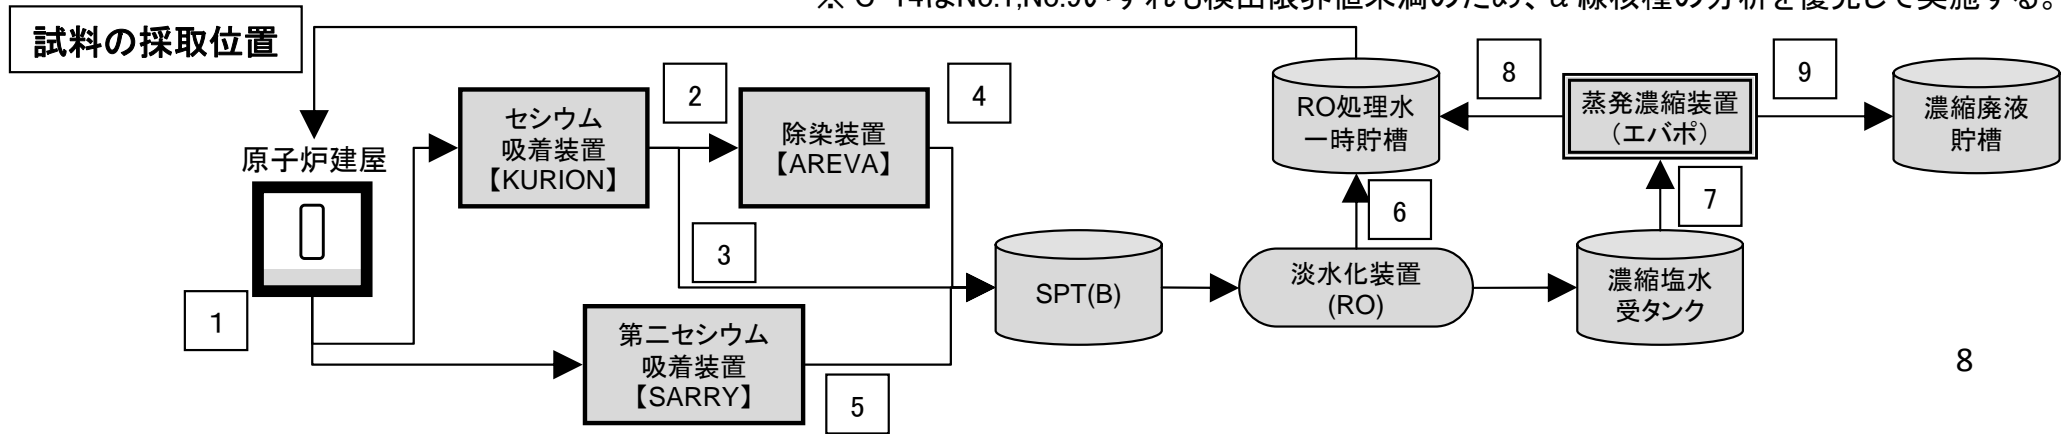 ※ C-14はNo.1,No.9いずれも検出限界値未満のため、α線核種の分析を優先して実施する。
試料の採取位置
原子炉建屋
1
セシウム
吸着装置
【KURION】
2
3
除染装置
【AREVA】
4
第二セシウム
吸着装置
【SARRY】
5
SPT(B)
淡水化装置
(RO)
6
RO処理水
一時貯槽
濃縮塩水
受タンク
7
8
蒸発濃縮装置
(エバポ)
9
濃縮廃液
貯槽
8